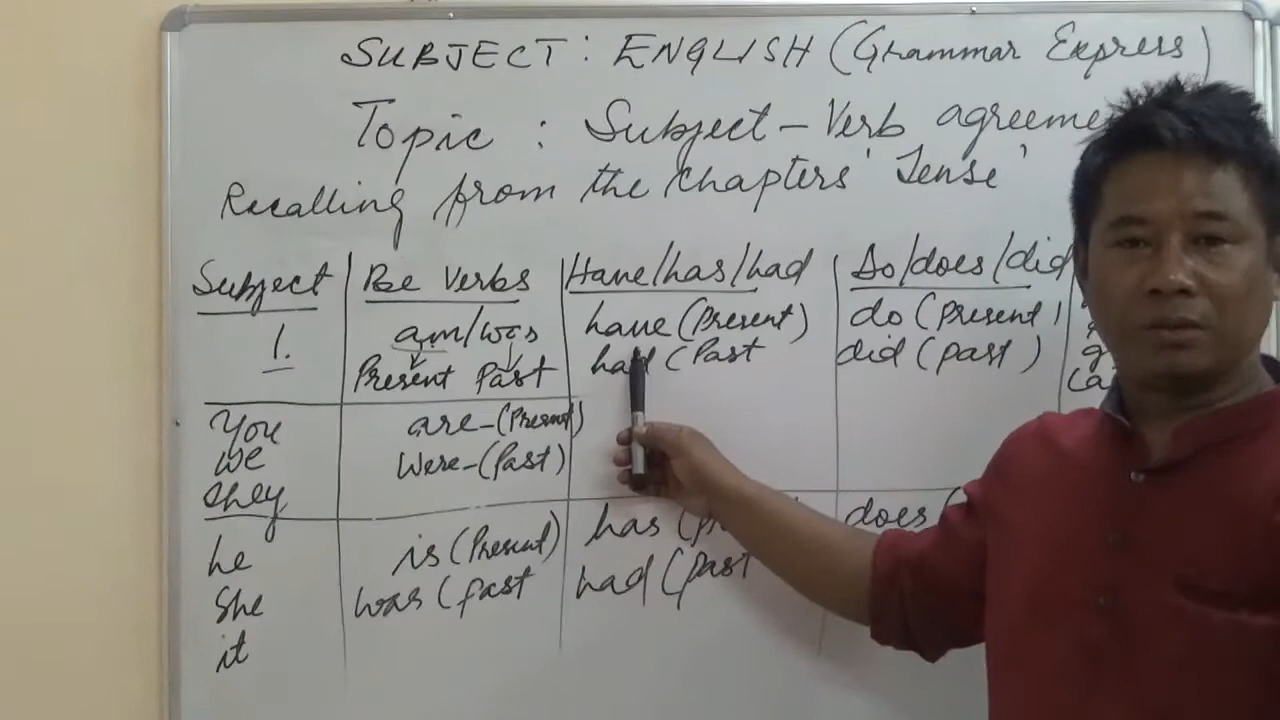 SUBJECT : ENGLISH (Grammar Express)
Topic : Subject-Verb agreeme
Recalling from the chapters 'Tense'
Subject | Be Verbs | Have/has/had | Do/does/did
I. | am/was | have (Present) | do (Present)
Present Past | had (Past | did (past)
You | are-(Present)
we | were-(Past)
they
he | is (Present) | has (Pr | does (
She | was (past | had (past
it